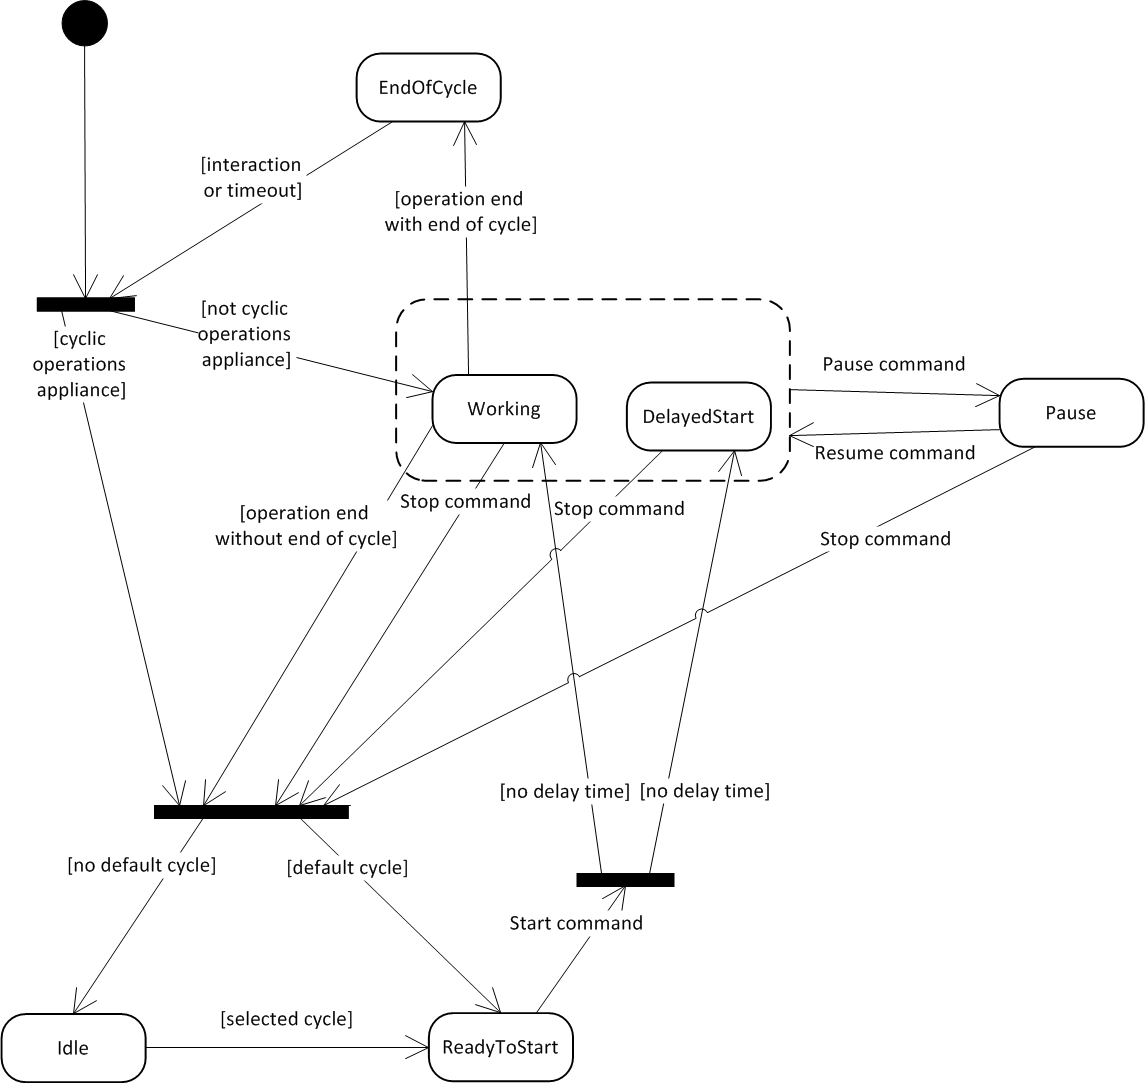 EndOfCycle
[interaction
or timeout]
[operation end
with end of cycle]
[not cyclic
operations
appliance]
[cyclic
operations
appliance]
Pause command
Working
DelayedStart
Pause
Resume command
Stop command
Stop command
[operation end
without end of cycle]
Stop command
[no delay time]
[no delay time]
[no default cycle]
[default cycle]
Start command
[selected cycle]
Idle
ReadyToStart